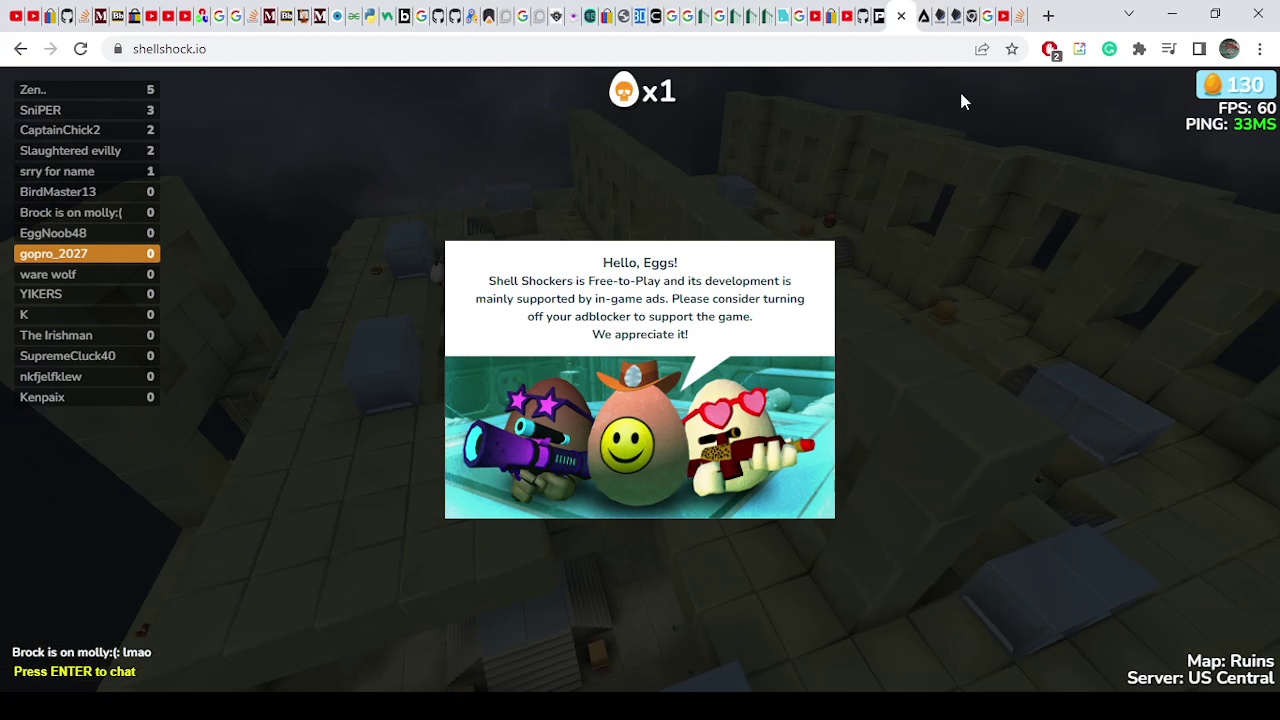 shellshock.io
2
Zen.. 5
SniPER 3
CaptainChick2 2
Slaughtered evilly 2
srry for name 1
BirdMaster13 0
Brock is on molly:( 0
EggNoob48 0
gopro_2027 0
ware wolf 0
YIKERS 0
K 0
The Irishman 0
SupremeCluck40 0
nkfjelfklew 0
Kenpaix 0
x1
130
FPS: 60
PING: 33MS
Hello, Eggs!
Shell Shockers is Free-to-Play and its development is
mainly supported by in-game ads. Please consider turning
off your adblocker to support the game.
We appreciate it!
Brock is on molly:(: lmao
Press ENTER to chat
Map: Ruins
Server: US Central